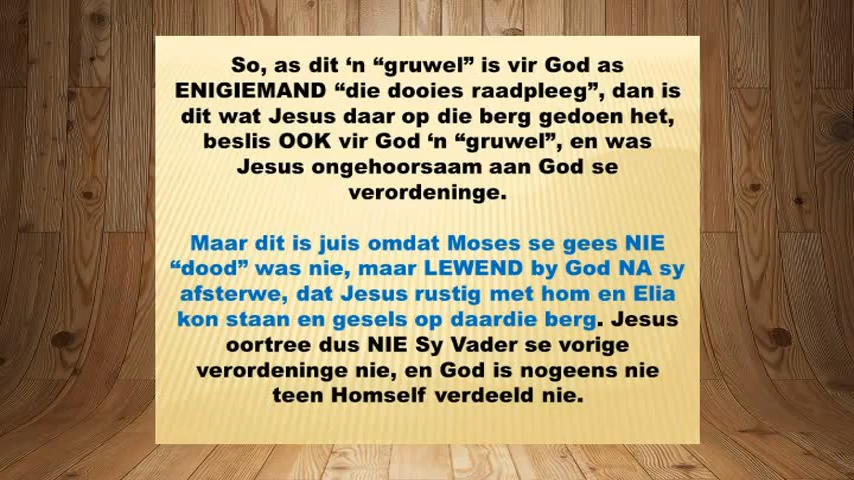 So, as dit ‘n “gruwel” is vir God as
ENIGIEMAND “die dooies raadpleeg”, dan is
dit wat Jesus daar op die berg gedoen het,
beslis OOK vir God ‘n “gruwel”, en was
Jesus ongehoorsaam aan God se
verordeninge.
Maar dit is juis omdat Moses se gees NIE
“dood” was nie, maar LEWEND by God NA sy
afsterwe, dat Jesus rustig met hom en Elia
kon staan en gesels op daardie berg. Jesus
oortree dus NIE Sy Vader se vorige
verordeninge nie, en God is nogeens nie
teen Homself verdeeld nie.